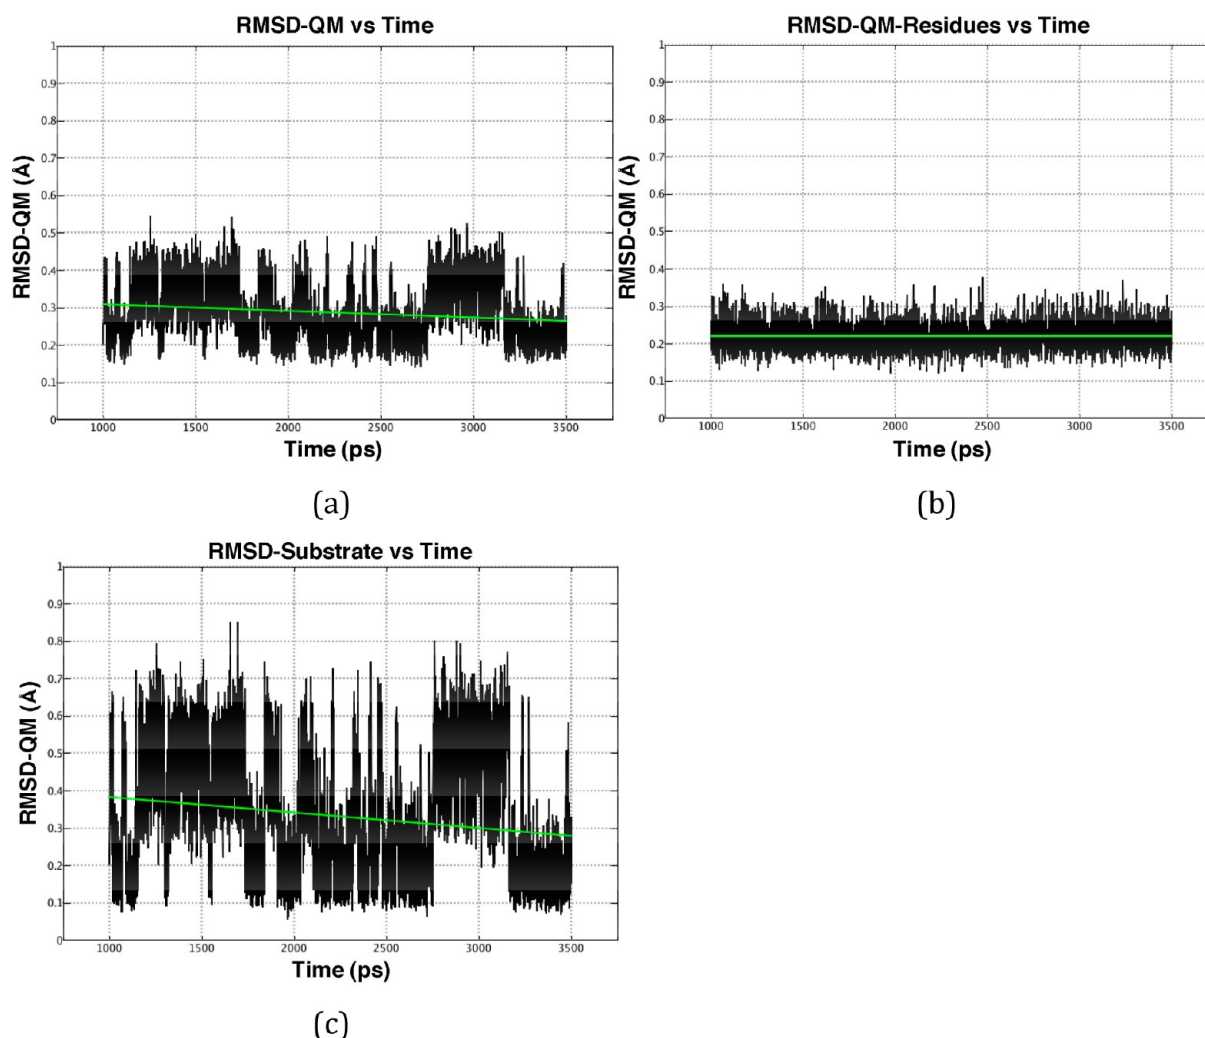 RMSD-QM vs Time
1
0.9
0.8
0.7
0.6
0.5
0.4
0.3
0.2
0.1
0
RMSD-QM (Å)
1000 1500 2000 2500 3000 3500
Time (ps)
(a)
RMSD-QM-Residues vs Time
1
0.9
0.8
0.7
0.6
0.5
0.4
0.3
0.2
0.1
0
RMSD-QM (Å)
1000 1500 2000 2500 3000 3500
Time (ps)
(b)
RMSD-Substrate vs Time
1
0.9
0.8
0.7
0.6
0.5
0.4
0.3
0.2
0.1
0
RMSD-QM (Å)
1000 1500 2000 2500 3000 3500
Time (ps)
(c)